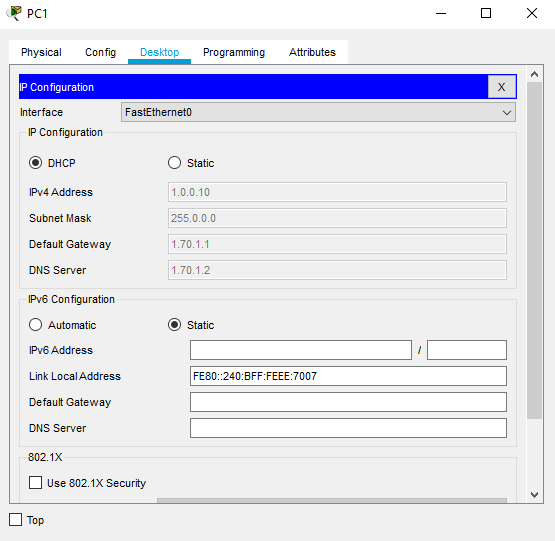 PC1
Physical Config Desktop Programming Attributes
IP Configuration X
Interface FastEthernet0
IP Configuration
DHCP Static
IPv4 Address 1.0.0.10
Subnet Mask 255.0.0.0
Default Gateway 1.70.1.1
DNS Server 1.70.1.2
IPv6 Configuration
Automatic Static
IPv6 Address /
Link Local Address FE80::240:BFF:FEEE:7007
Default Gateway
DNS Server
802.1X
Use 802.1X Security
Top